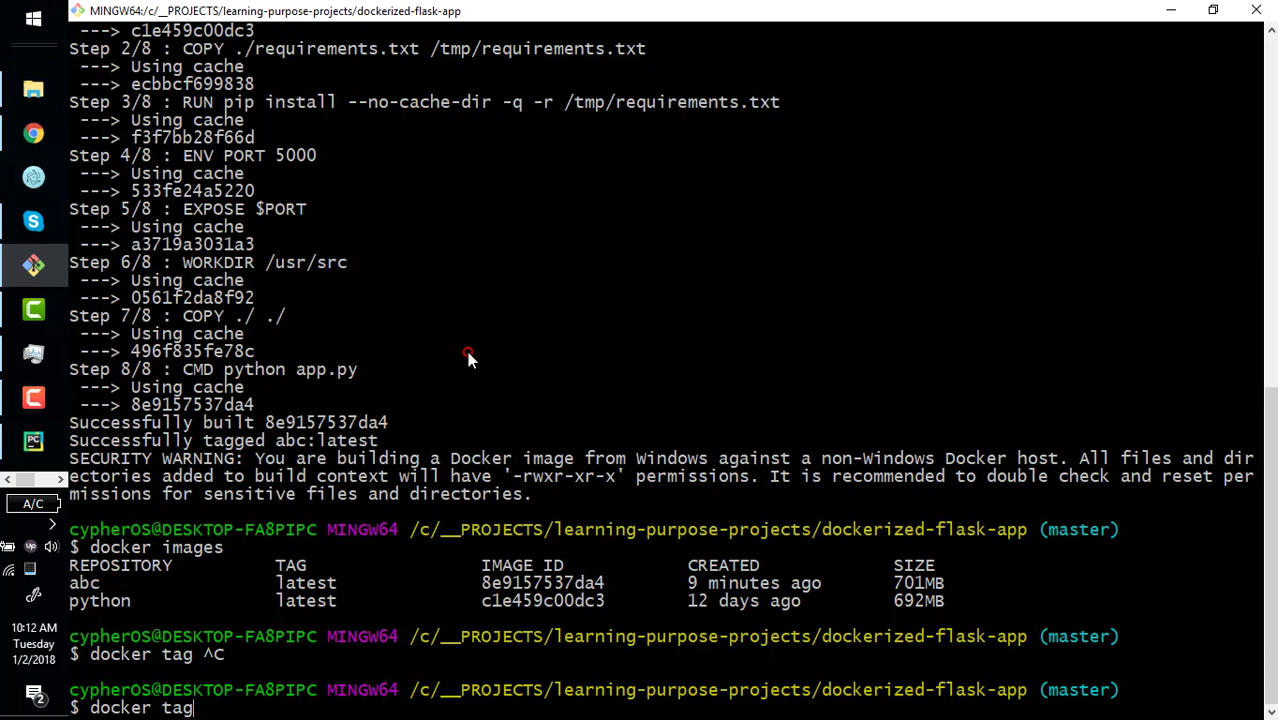 MINGW64:/c/__PROJECTS/learning-purpose-projects/dockerized-flask-app
---> c1e459c00dc3
Step 2/8 : COPY ./requirements.txt /tmp/requirements.txt
---> Using cache
---> ecbbcf699838
Step 3/8 : RUN pip install --no-cache-dir -q -r /tmp/requirements.txt
---> Using cache
---> f3f7bb28f66d
Step 4/8 : ENV PORT 5000
---> Using cache
---> 533fe24a5220
Step 5/8 : EXPOSE $PORT
---> Using cache
---> a3719a3031a3
Step 6/8 : WORKDIR /usr/src
---> Using cache
---> 0561f2da8f92
Step 7/8 : COPY ./ ./
---> Using cache
---> 496f835fe78c
Step 8/8 : CMD python app.py
---> Using cache
---> 8e9157537da4
Successfully built 8e9157537da4
Successfully tagged abc:latest
SECURITY WARNING: You are building a Docker image from Windows against a non-Windows Docker host. All files and dir
ectories added to build context will have '-rwxr-xr-x' permissions. It is recommended to double check and reset per
missions for sensitive files and directories.
cypherOS@DESKTOP-FA8PIPC MINGW64 /c/__PROJECTS/learning-purpose-projects/dockerized-flask-app (master)
$ docker images
REPOSITORY TAG IMAGE ID CREATED SIZE
abc latest 8e9157537da4 9 minutes ago 701MB
python latest c1e459c00dc3 12 days ago 692MB
cypherOS@DESKTOP-FA8PIPC MINGW64 /c/__PROJECTS/learning-purpose-projects/dockerized-flask-app (master)
$ docker tag ^C
cypherOS@DESKTOP-FA8PIPC MINGW64 /c/__PROJECTS/learning-purpose-projects/dockerized-flask-app (master)
$ docker tag
PC
A/C
up
10:12 AM
Tuesday
1/2/2018
2